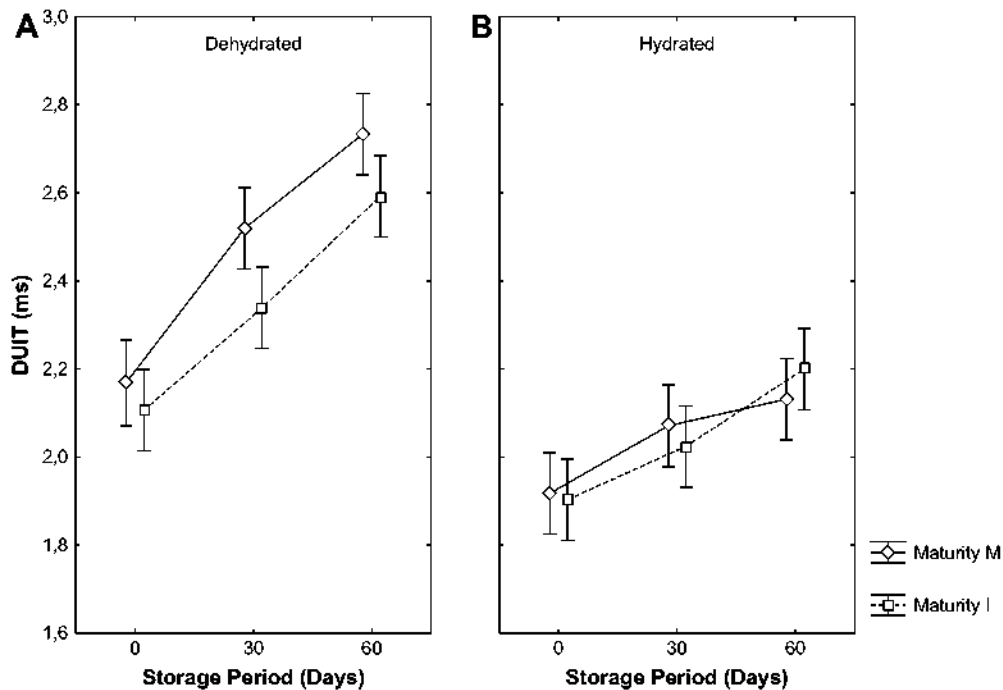 A
Dehydrated
B
Hydrated
3,0
2,8
2,6
2,4
2,2
2,0
1,8
1,6
DUIT (ms)
0
30
60
Storage Period (Days)
0
30
60
Storage Period (Days)
Maturity M
Maturity I